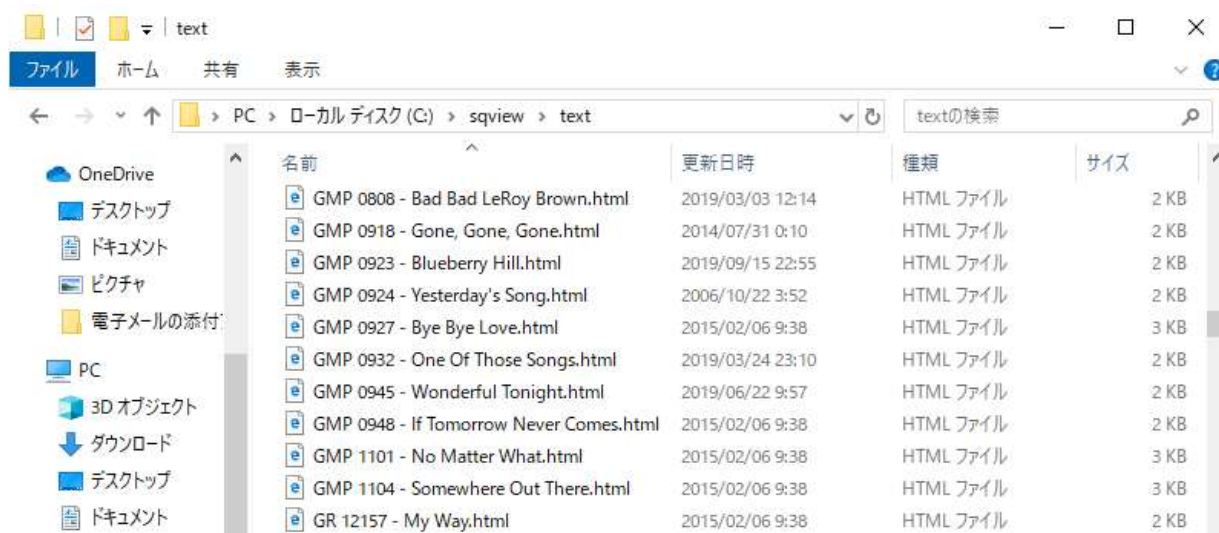 text
ファイル ホーム 共有 表示
PC › ローカル ディスク (C:) › sqview › text textの検索
名前 更新日時 種類 サイズ
OneDrive
デスクトップ
ドキュメント
ピクチャ
電子メールの添付
PC
3D オブジェクト
ダウンロード
デスクトップ
ドキュメント
GMP 0808 - Bad Bad LeRoy Brown.html 2019/03/03 12:14 HTML ファイル 2 KB
GMP 0918 - Gone, Gone, Gone.html 2014/07/31 0:10 HTML ファイル 2 KB
GMP 0923 - Blueberry Hill.html 2019/09/15 22:55 HTML ファイル 2 KB
GMP 0924 - Yesterday's Song.html 2006/10/22 3:52 HTML ファイル 2 KB
GMP 0927 - Bye Bye Love.html 2015/02/06 9:38 HTML ファイル 3 KB
GMP 0932 - One Of Those Songs.html 2019/03/24 23:10 HTML ファイル 2 KB
GMP 0945 - Wonderful Tonight.html 2019/06/22 9:57 HTML ファイル 2 KB
GMP 0948 - If Tomorrow Never Comes.html 2015/02/06 9:38 HTML ファイル 2 KB
GMP 1101 - No Matter What.html 2015/02/06 9:38 HTML ファイル 3 KB
GMP 1104 - Somewhere Out There.html 2015/02/06 9:38 HTML ファイル 3 KB
GR 12157 - My Way.html 2015/02/06 9:38 HTML ファイル 2 KB